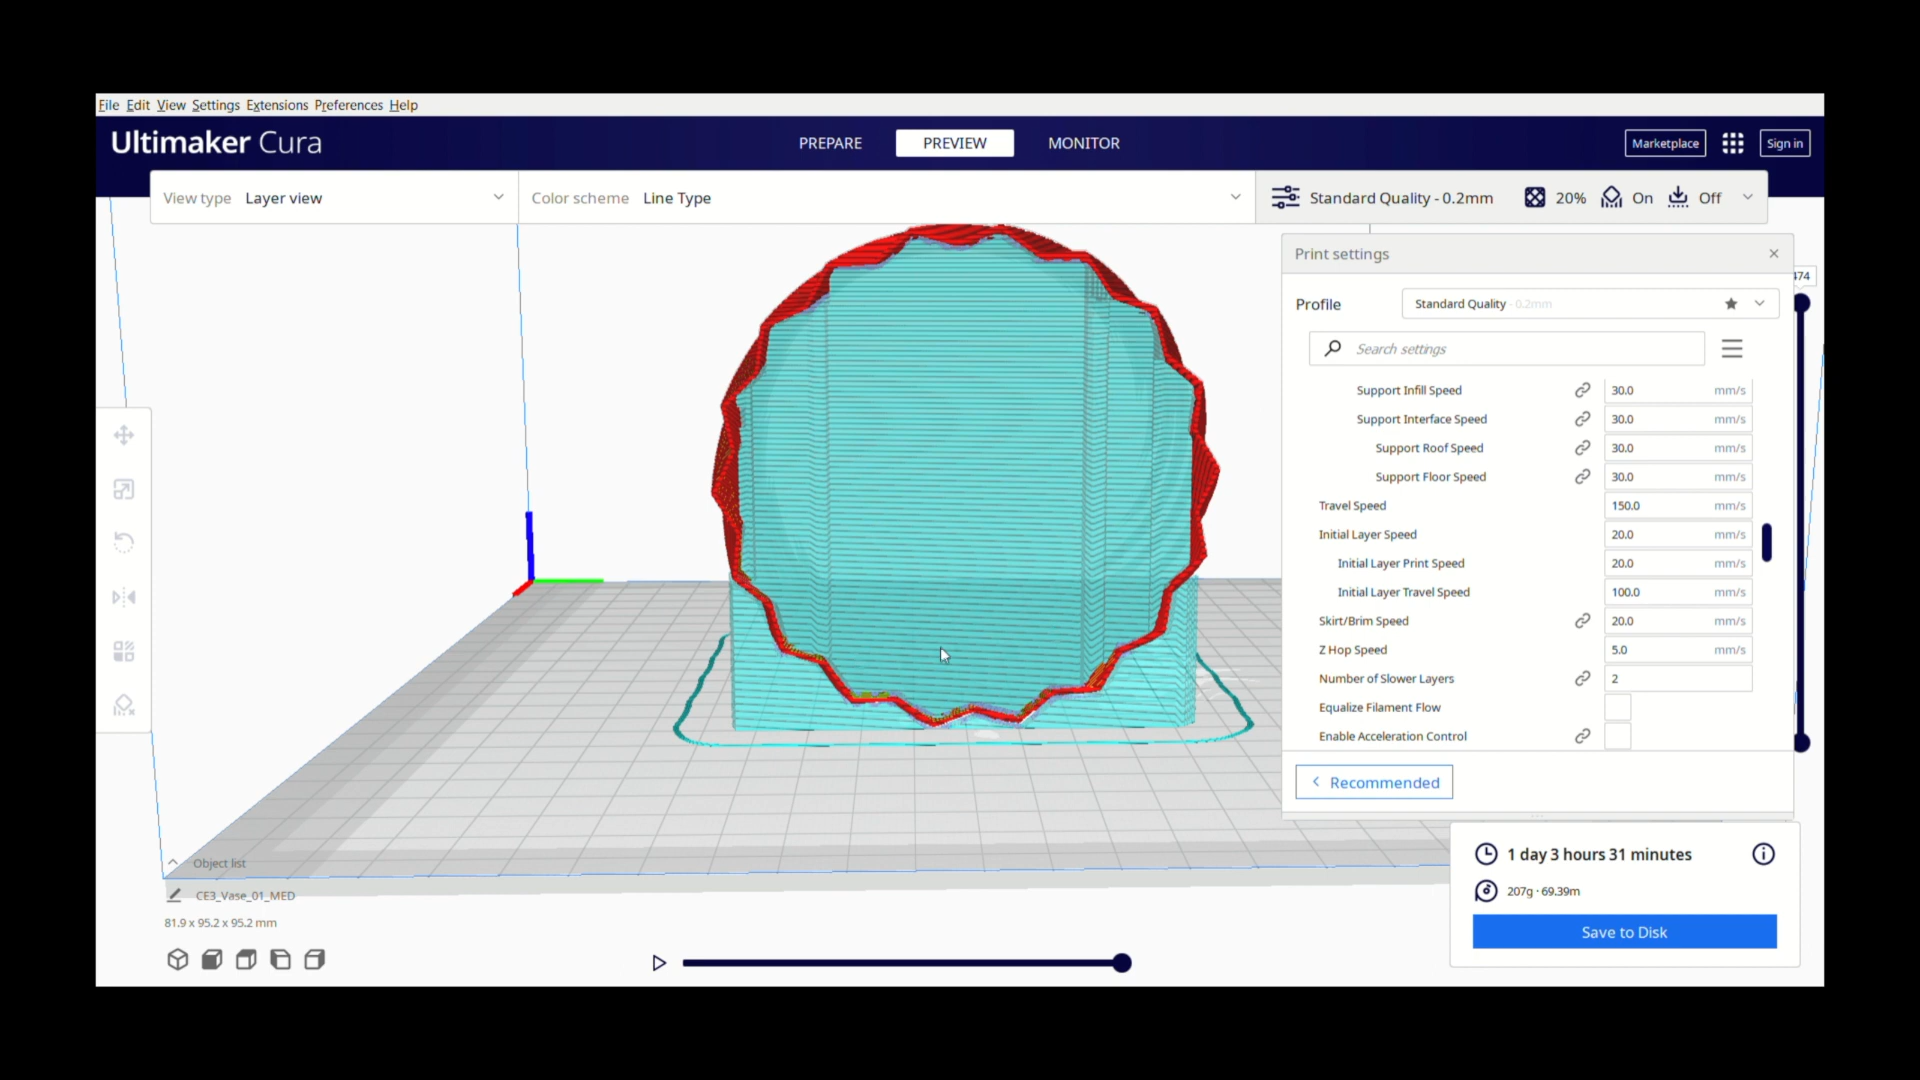 File Edit View Settings Extensions Preferences Help
Ultimaker Cura
PREPARE PREVIEW MONITOR
Marketplace Sign in
View type Layer view
Color scheme Line Type
Standard Quality - 0.2mm 20% On Off
Print settings
474
Profile Standard Quality - 0.2mm
Search settings
Support Infill Speed 30.0 mm/s
Support Interface Speed 30.0 mm/s
Support Roof Speed 30.0 mm/s
Support Floor Speed 30.0 mm/s
Travel Speed 150.0 mm/s
Initial Layer Speed 20.0 mm/s
Initial Layer Print Speed 20.0 mm/s
Initial Layer Travel Speed 100.0 mm/s
Skirt/Brim Speed 20.0 mm/s
Z Hop Speed 5.0 mm/s
Number of Slower Layers 2
Equalize Filament Flow
Enable Acceleration Control
Recommended
Object list
CE3_Vase_01_MED
81.9 x 95.2 x 95.2 mm
1 day 3 hours 31 minutes
207g · 69.39m
Save to Disk